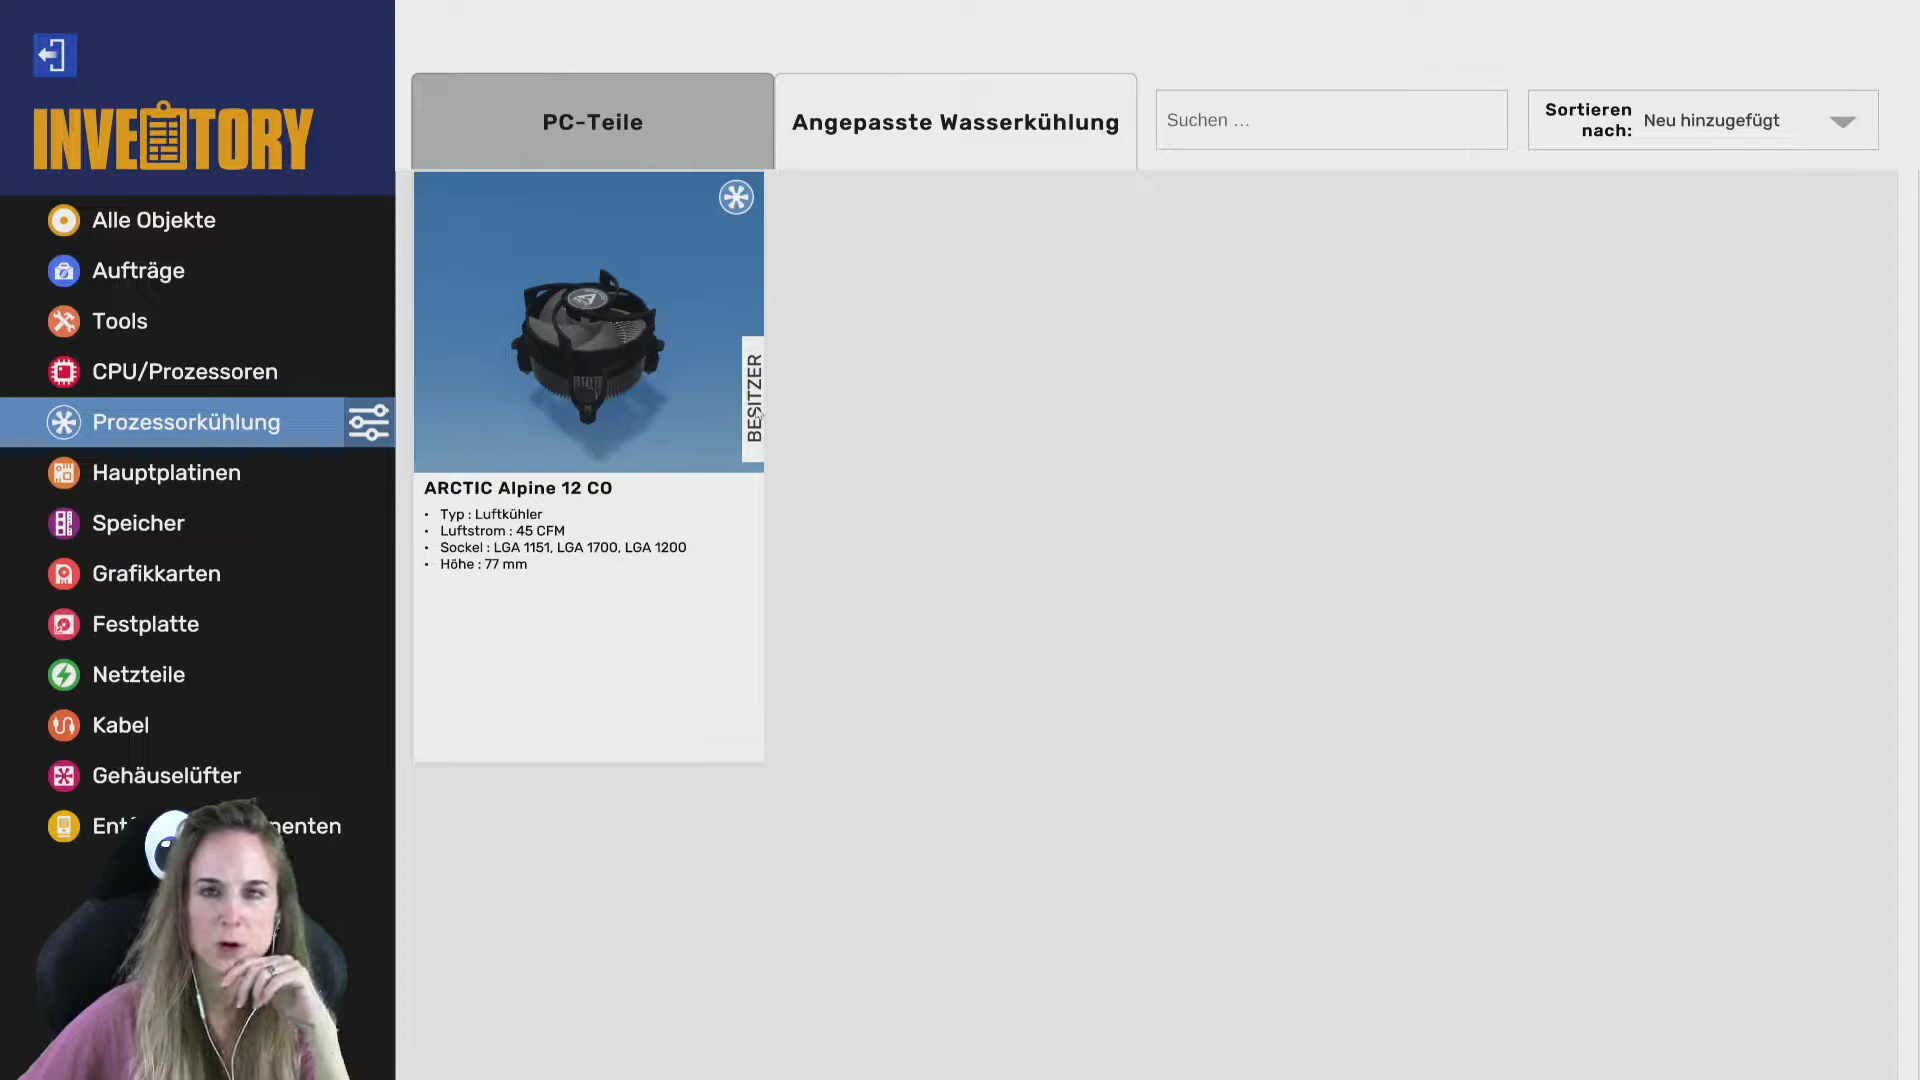 INVENTORY
Alle Objekte
Aufträge
Tools
CPU/Prozessoren
Prozessorkühlung
Hauptplatinen
Speicher
Grafikkarten
Festplatte
Netzteile
Kabel
Gehäuselüfter
PC-Teile
Angepasste Wasserkühlung
Suchen ...
Sortieren
nach:
Neu hinzugefügt
BESITZER
ARCTIC Alpine 12 CO
• Typ : Luftkühler
• Luftstrom : 45 CFM
• Sockel : LGA 1151, LGA 1700, LGA 1200
• Höhe : 77 mm